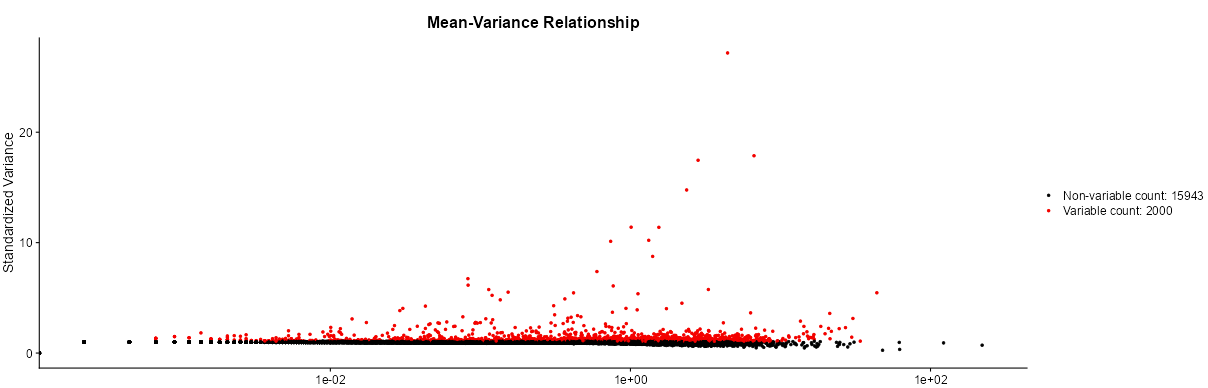 Mean-Variance Relationship
Standardized Variance
20
10
0
1e-02
1e+00
1e+02
Non-variable count: 15943
Variable count: 2000